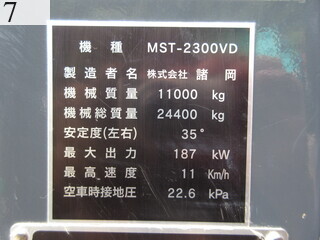 7
機種 MST-2300VD
製造者名 株式会社 諸岡
機械質量 11000 kg
機械総質量 24400 kg
安定度(左右) 35°
最大出力 187 kW
最高速度 11 Km/h
空車時接地圧 22.6 kPa